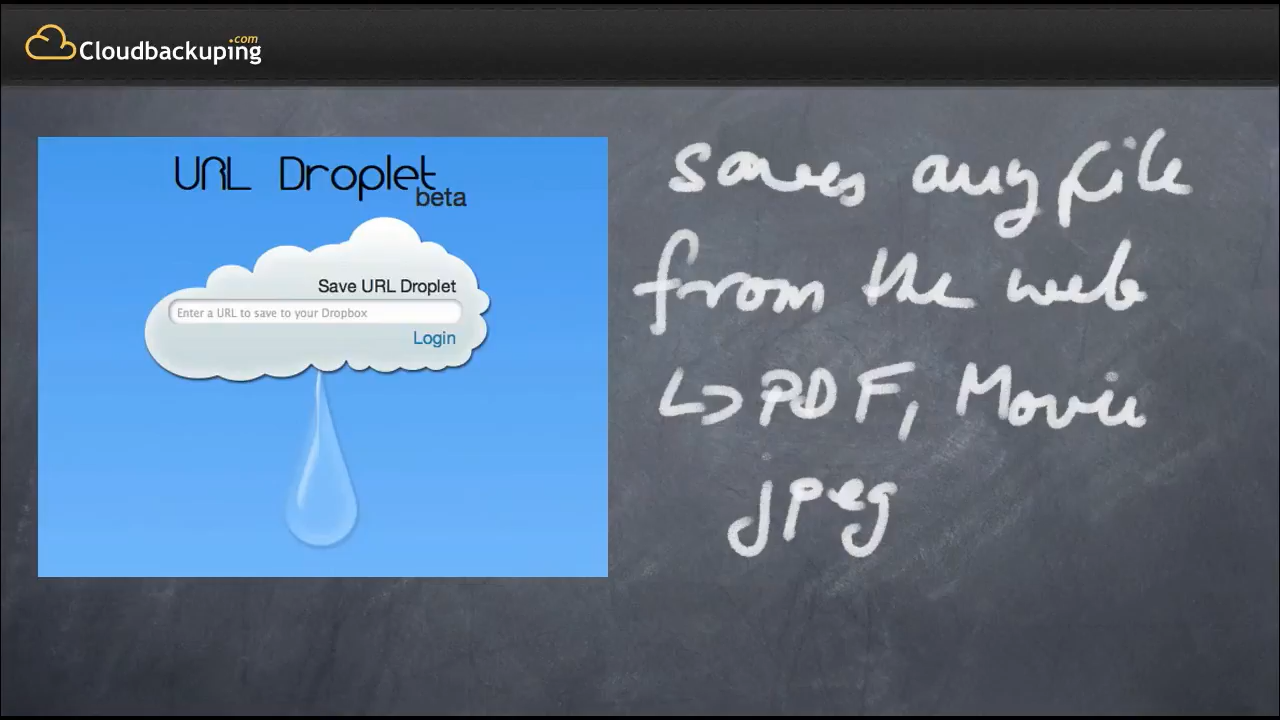 Cloudbackuping.com
URL Droplet
beta
Save URL Droplet
Enter a URL to save to your Dropbox
Login
saves any file
from the web
↳ PDF, Movie
jpeg